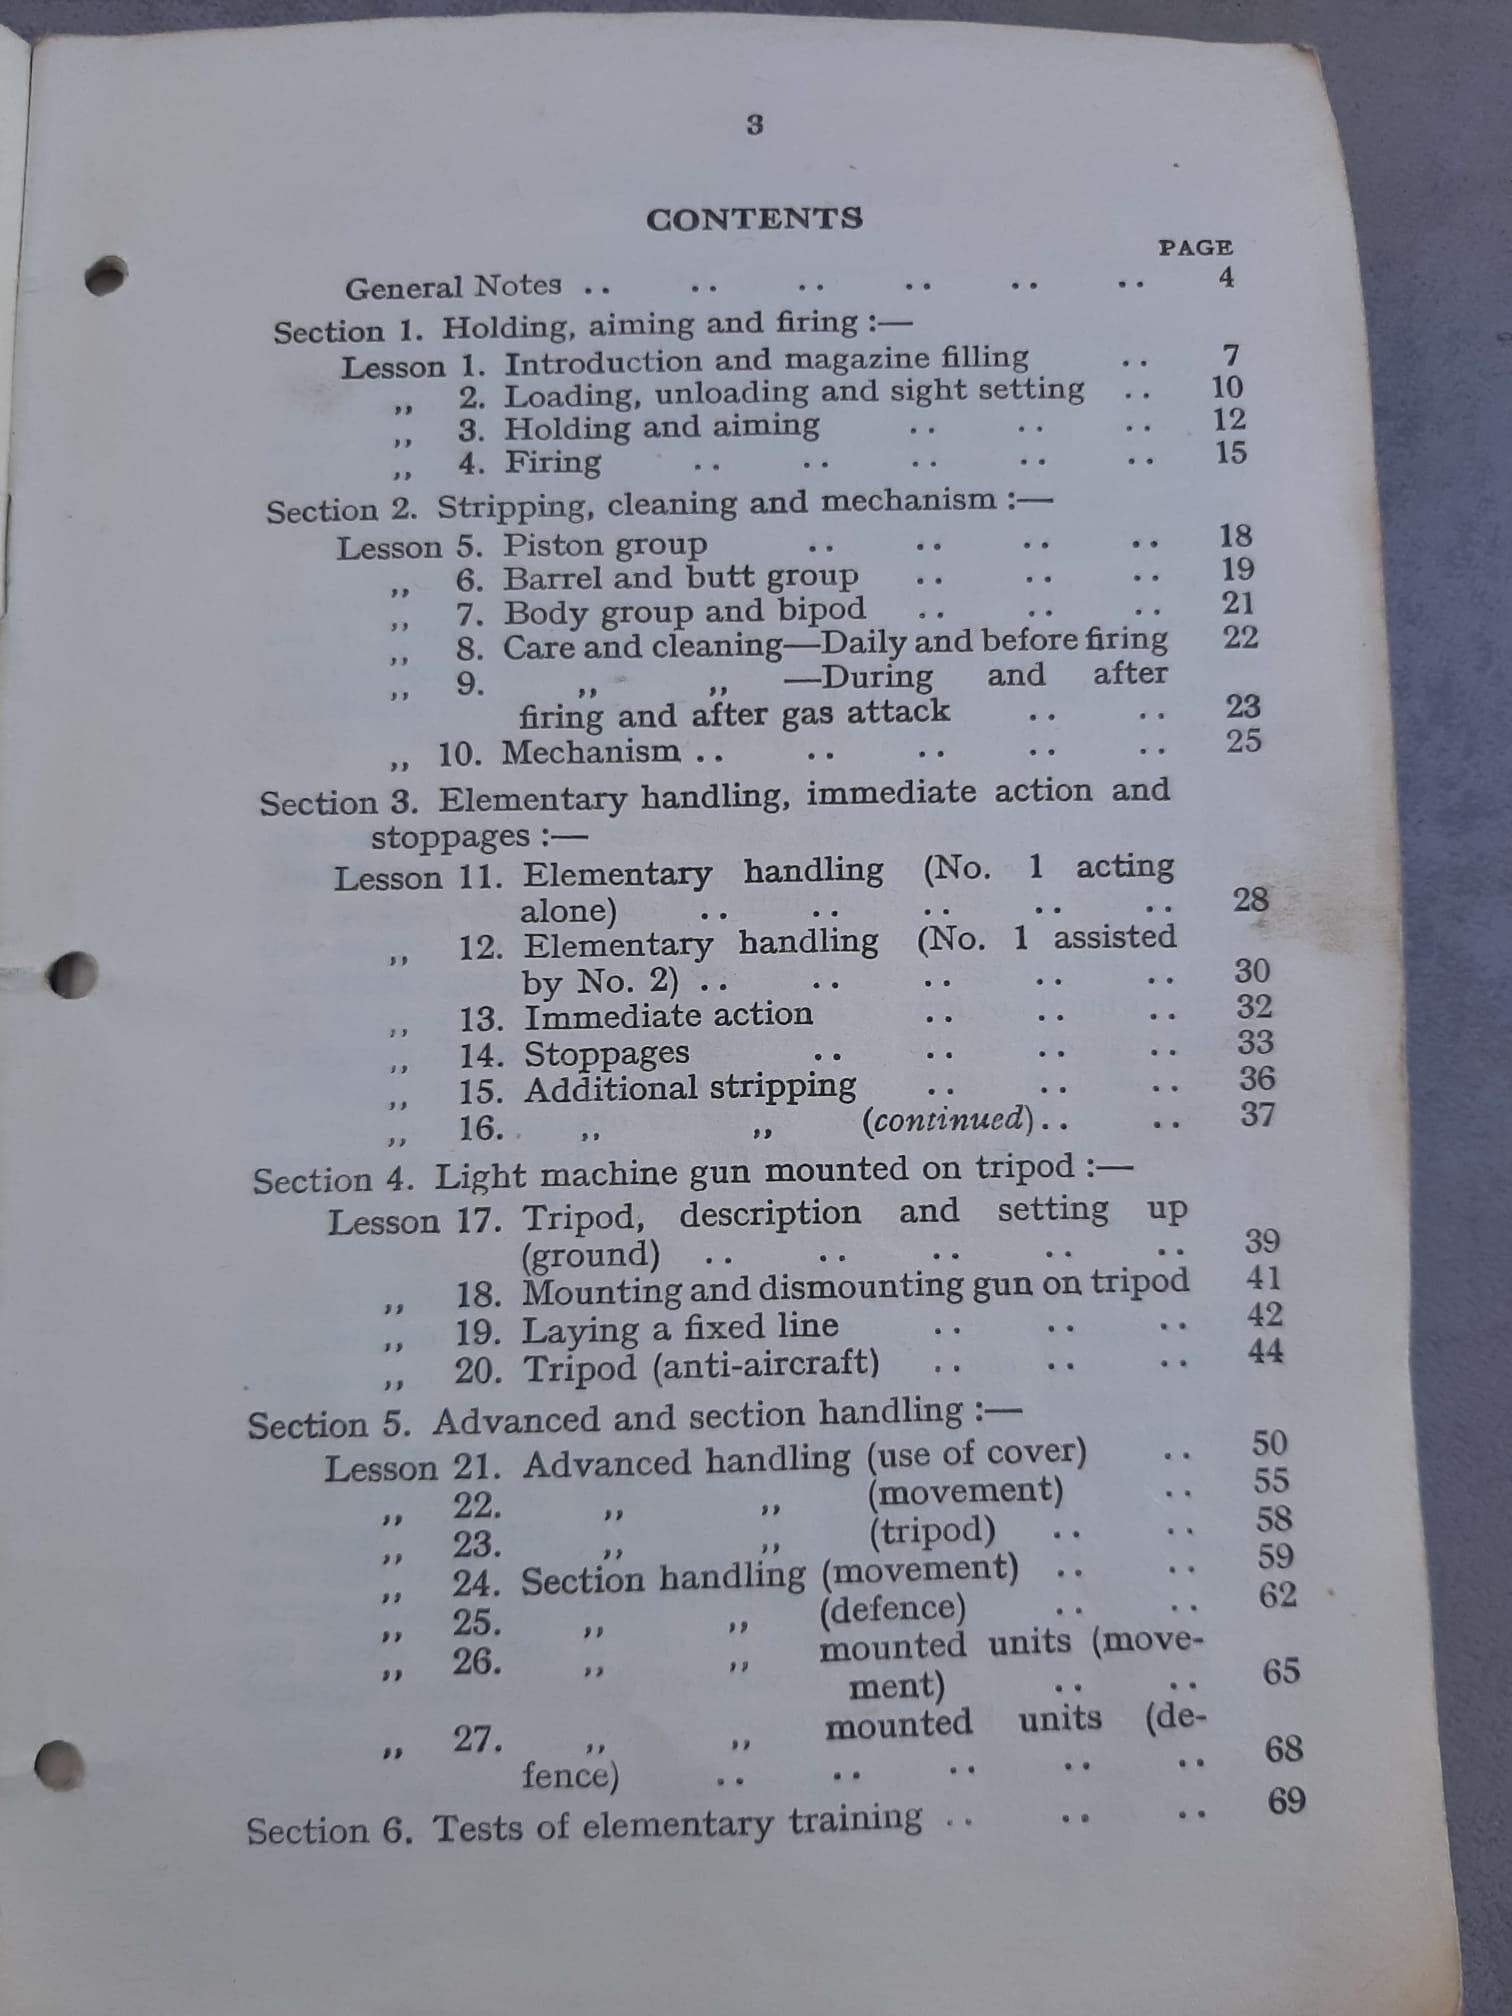 3
CONTENTS
PAGE
General Notes .. .. .. .. .. .. 4
Section 1. Holding, aiming and firing :—
Lesson 1. Introduction and magazine filling .. 7
,, 2. Loading, unloading and sight setting .. 10
,, 3. Holding and aiming .. .. .. 12
,, 4. Firing .. .. .. .. .. 15
Section 2. Stripping, cleaning and mechanism :—
Lesson 5. Piston group .. .. .. .. 18
,, 6. Barrel and butt group .. .. .. 19
,, 7. Body group and bipod .. .. .. 21
,, 8. Care and cleaning—Daily and before firing 22
,, 9. ,, ,, —During and after
firing and after gas attack .. .. 23
,, 10. Mechanism .. .. .. .. .. 25
Section 3. Elementary handling, immediate action and
stoppages :—
Lesson 11. Elementary handling (No. 1 acting
alone) .. .. .. .. .. 28
,, 12. Elementary handling (No. 1 assisted
by No. 2) .. .. .. .. .. 30
,, 13. Immediate action .. .. .. 32
,, 14. Stoppages .. .. .. .. 33
,, 15. Additional stripping .. .. .. 36
,, 16. ,, ,, (continued) .. .. 37
Section 4. Light machine gun mounted on tripod :—
Lesson 17. Tripod, description and setting up
(ground) .. .. .. .. .. 39
,, 18. Mounting and dismounting gun on tripod 41
,, 19. Laying a fixed line .. .. .. 42
,, 20. Tripod (anti-aircraft) .. .. .. 44
Section 5. Advanced and section handling :—
Lesson 21. Advanced handling (use of cover) .. 50
,, 22. ,, ,, (movement) .. 55
,, 23. ,, ,, (tripod) .. .. 58
,, 24. Section handling (movement) .. .. 59
,, 25. ,, ,, (defence) .. .. 62
,, 26. ,, ,, mounted units (move-
ment) .. .. 65
,, 27. ,, ,, mounted units (de-
fence) .. .. .. .. .. 68
Section 6. Tests of elementary training .. .. .. 69